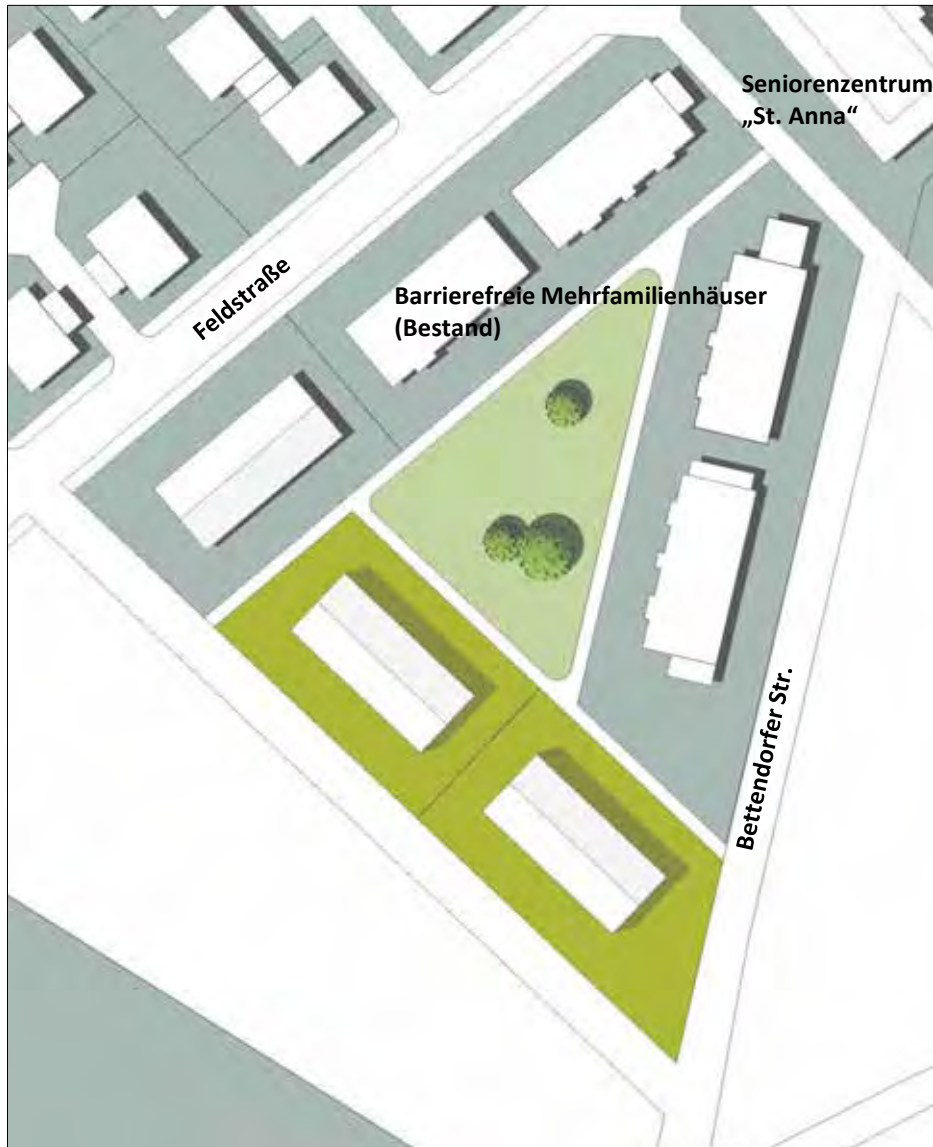 Seniorenzentrum
„St. Anna“
Feldstraße
Barrierefreie Mehrfamilienhäuser
(Bestand)
Bettendorfer Str.